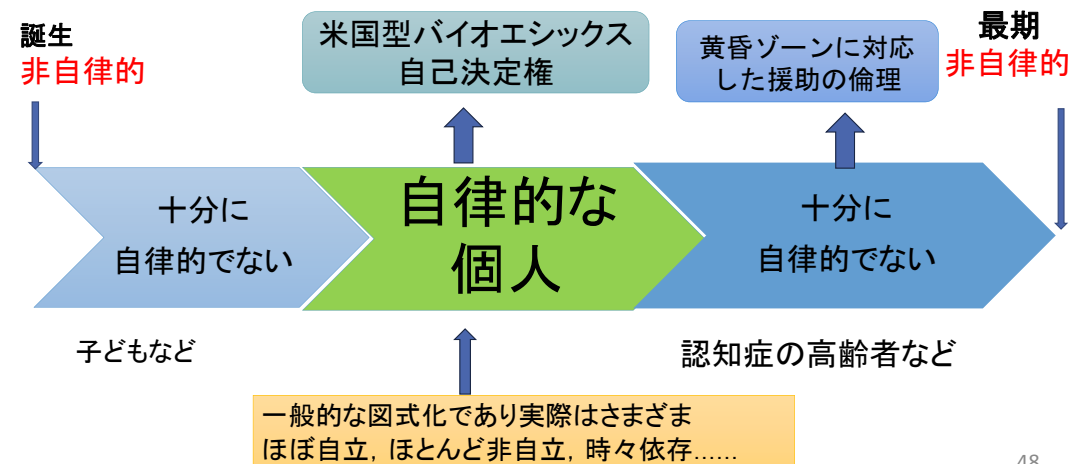 誕生
非自律的
米国型バイオエシックス
自己決定権
黄昏ゾーンに対応
した援助の倫理
最期
非自律的
十分に
自律的でない
自律的な
個人
十分に
自律的でない
子どもなど
認知症の高齢者など
一般的な図式化であり実際はさまざま
ほぼ自立，ほとんど非自立，時々依存……
48